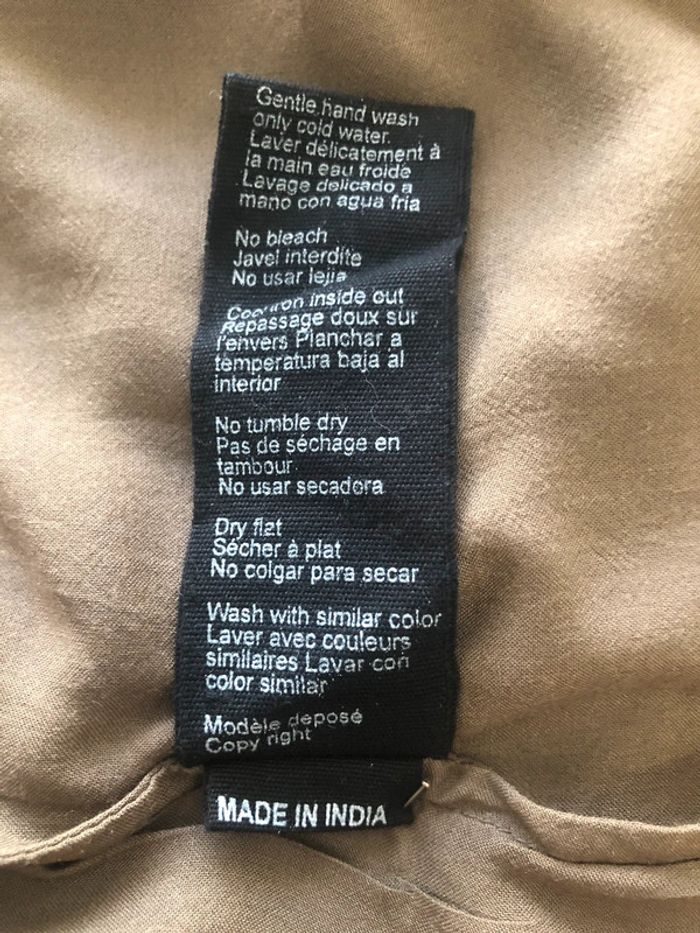 Gentle hand wash
only cold water.
Laver délicatement à
la main eau froide
Lavage delicado a
mano con agua fria
No bleach
Javel interdite
No usar lejia
Cool iron inside out
Repassage doux sur
l'envers Planchar a
temperatura baja al
interior
No tumble dry
Pas de séchage en
tambour
No usar secadora
Dry flat
Sécher à plat
No colgar para secar
Wash with similar color
Laver avec couleurs
similaires Lavar con
color similar
Modèle deposé
Copy right
MADE IN INDIA